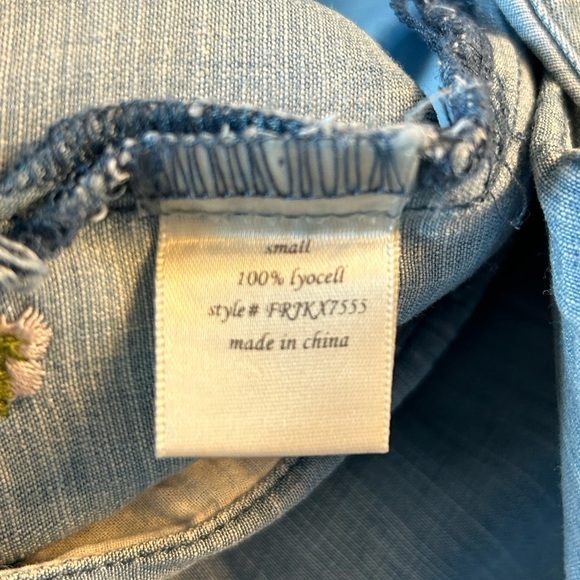 small
100% lyocell
style# FRJKX7555
made in china